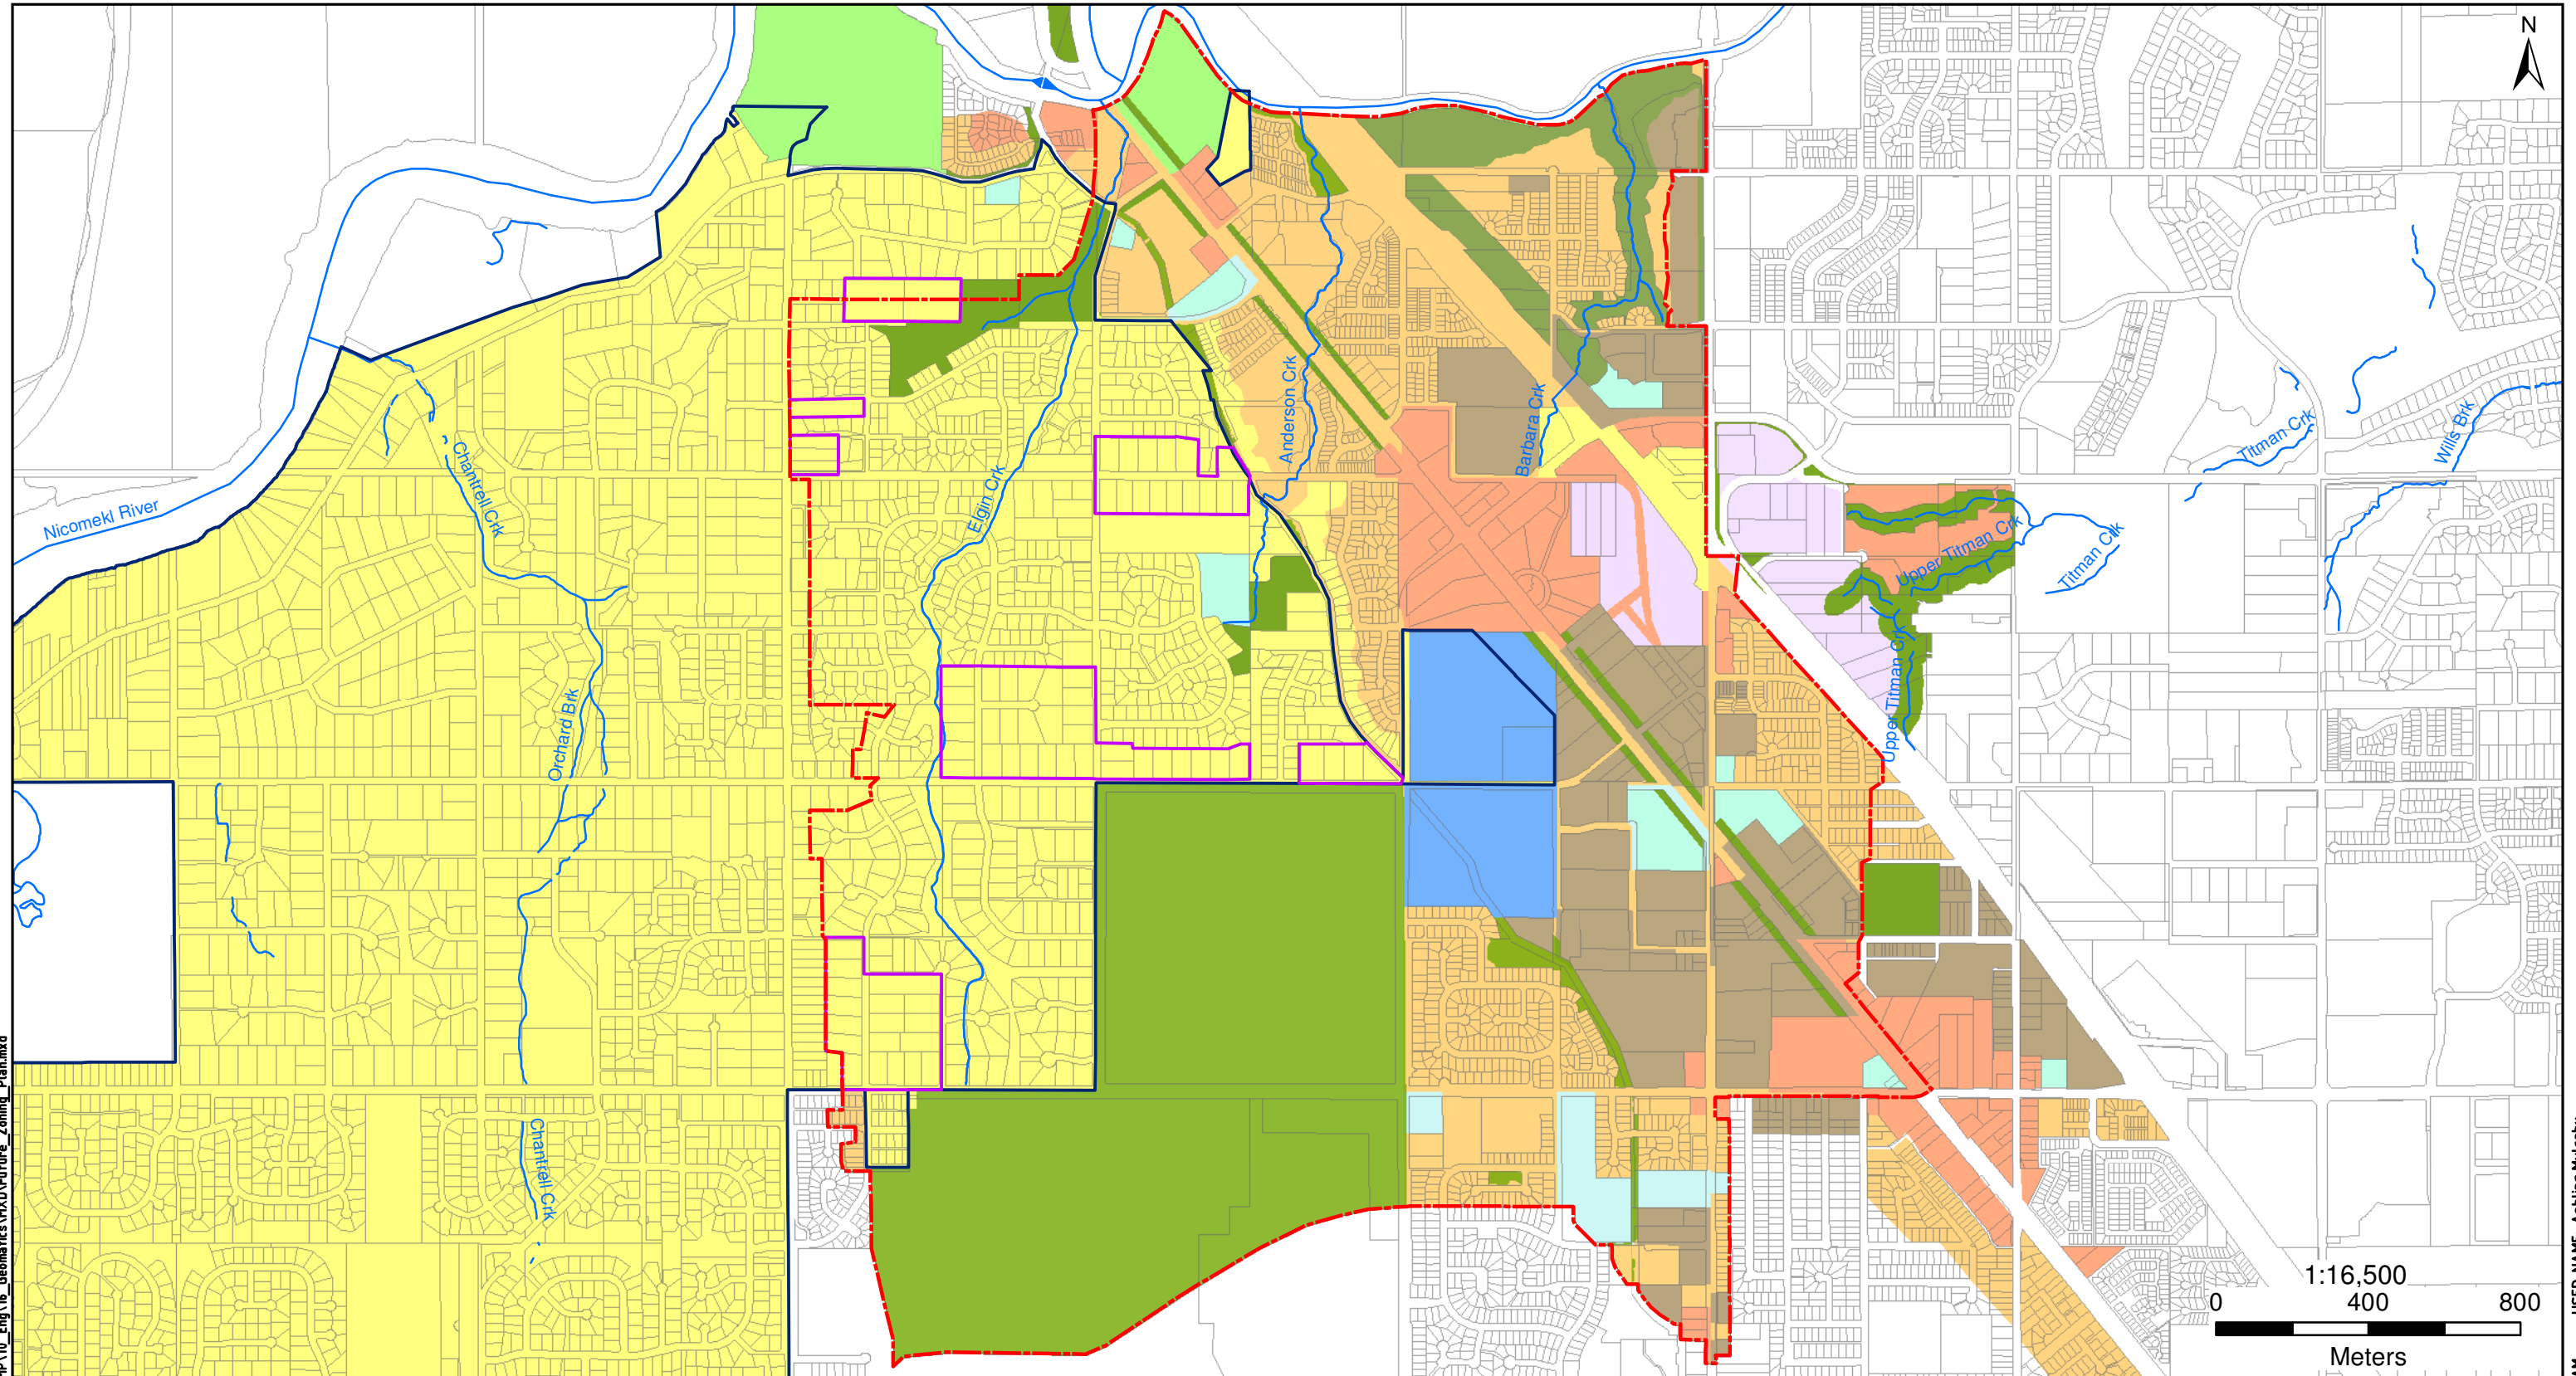 N
Nicomekl River
Chantrell Crk
Elgin Crk
Anderson Crk
Barbara Crk
Titman Crk
Wills Brk
Upper Titman Crk
Titman Crk
Orchard Brk
Upper Titman Crk
Chantrell Crk
1:16,500
0 400 800
Meters